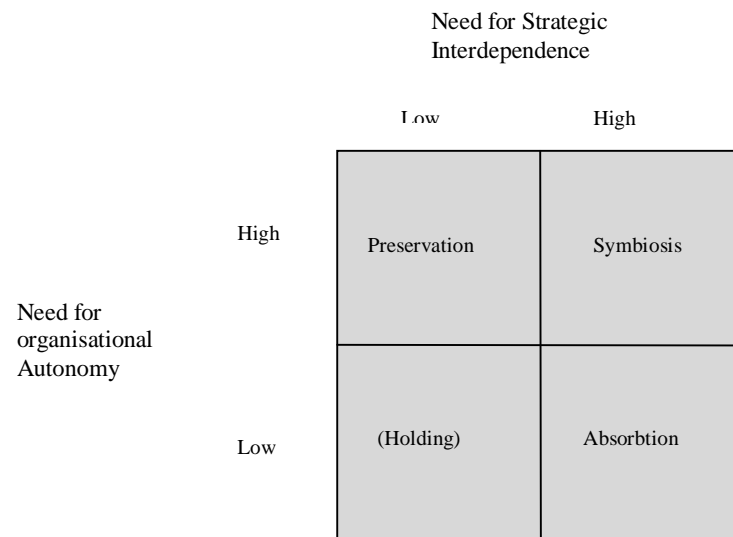 Need for Strategic
Interdependence
Low High
High Preservation Symbiosis
Need for
organisational
Autonomy
Low (Holding) Absorbtion